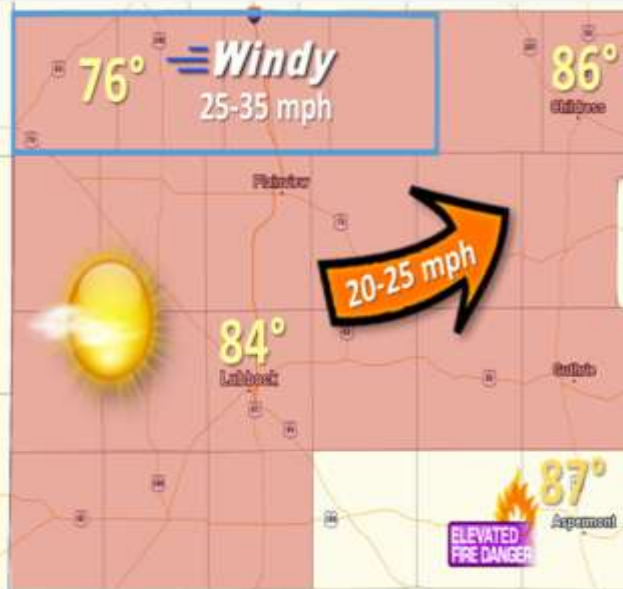 76°
Windy
25-35 mph
86°
Childress
Plainview
20-25 mph
84°
Lubbock
Guthrie
87°
Aspermont
ELEVATED
FIRE DANGER